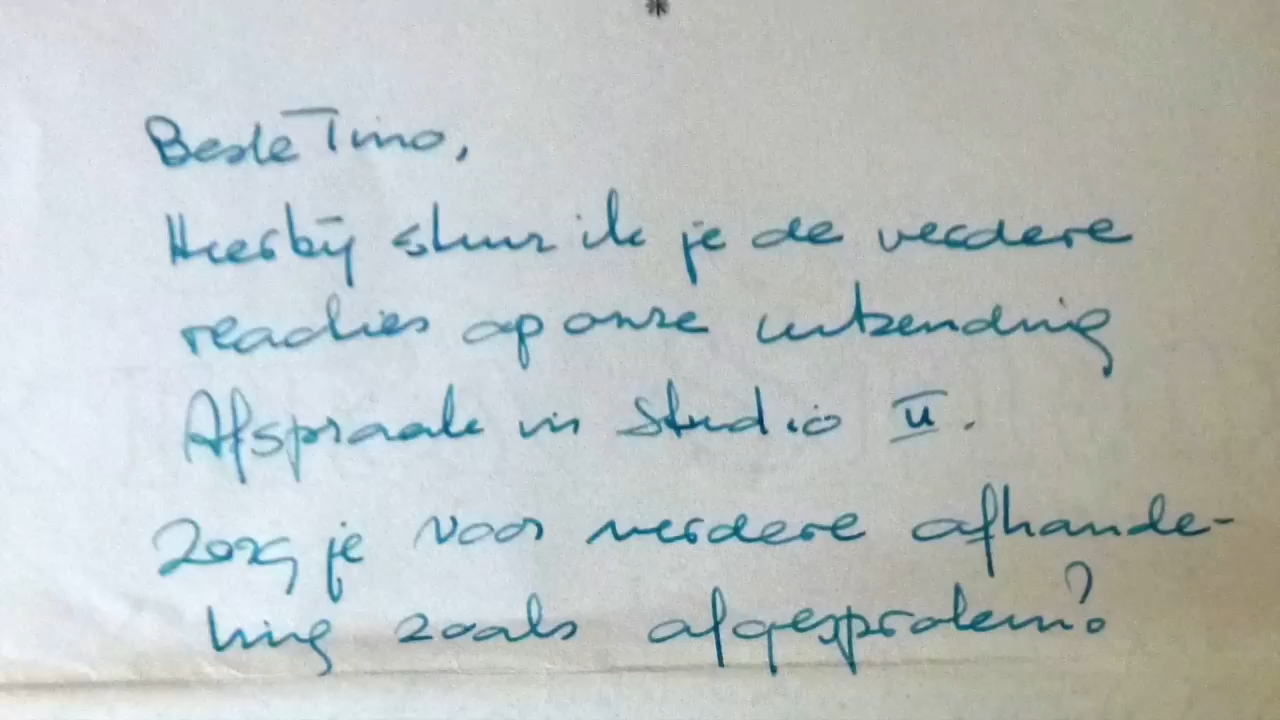 *
Beste Tino,
Hierbij stuur ik je de verdere
reacties op onze uitzending
Afspraak in Studio II.
Zorg je voor verdere afhande-
ling zoals afgesproken?